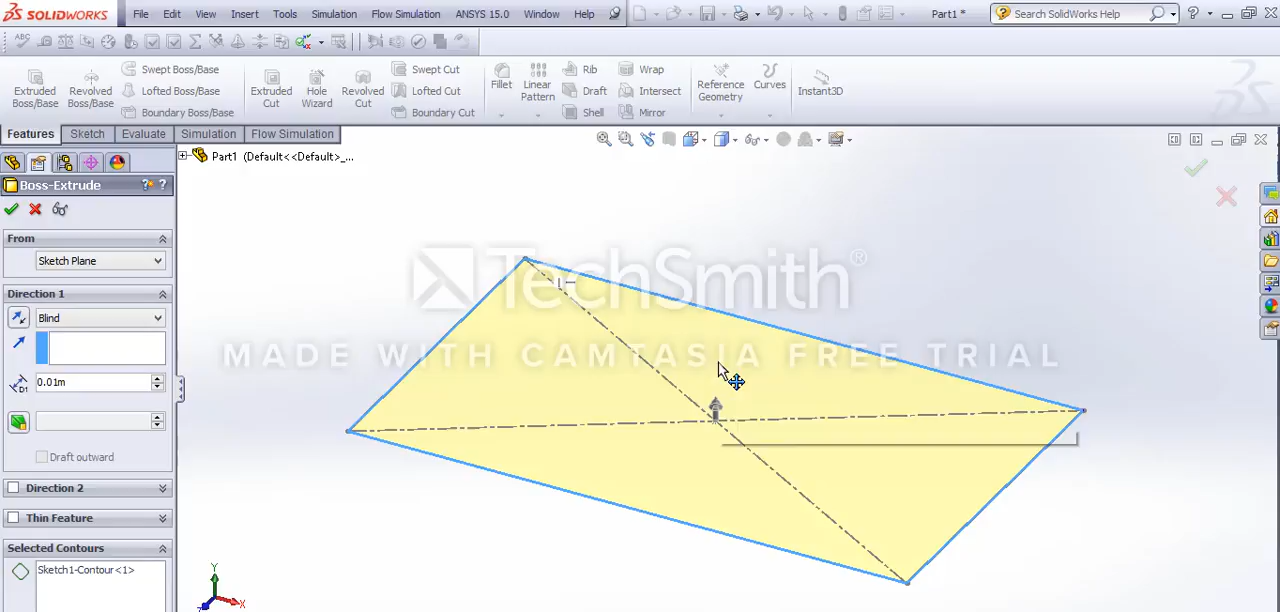 SOLIDWORKS File Edit View Insert Tools Simulation Flow Simulation ANSYS 15.0 Window Help Part1 * Search SolidWorks Help
Extruded Boss/Base
Revolved Boss/Base
Swept Boss/Base
Lofted Boss/Base
Boundary Boss/Base
Extruded Cut
Hole Wizard
Revolved Cut
Swept Cut
Lofted Cut
Boundary Cut
Fillet
Linear Pattern
Rib
Draft
Shell
Wrap
Intersect
Mirror
Reference Geometry
Curves
Instant3D
Features Sketch Evaluate Simulation Flow Simulation
Part1 (Default<<Default>_...
Boss-Extrude
From
Sketch Plane
Direction 1
Blind
D1
0.01m
Draft outward
Direction 2
Thin Feature
Selected Contours
Sketch1-Contour<1>
TechSmith®
MADE WITH CAMTASIA FREE TRIAL
Y
X
Z